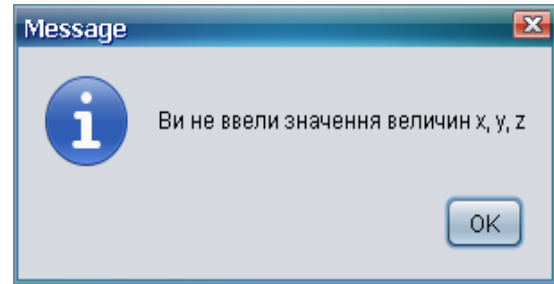 Message
Ви не ввели значення величин x, y, z
OK